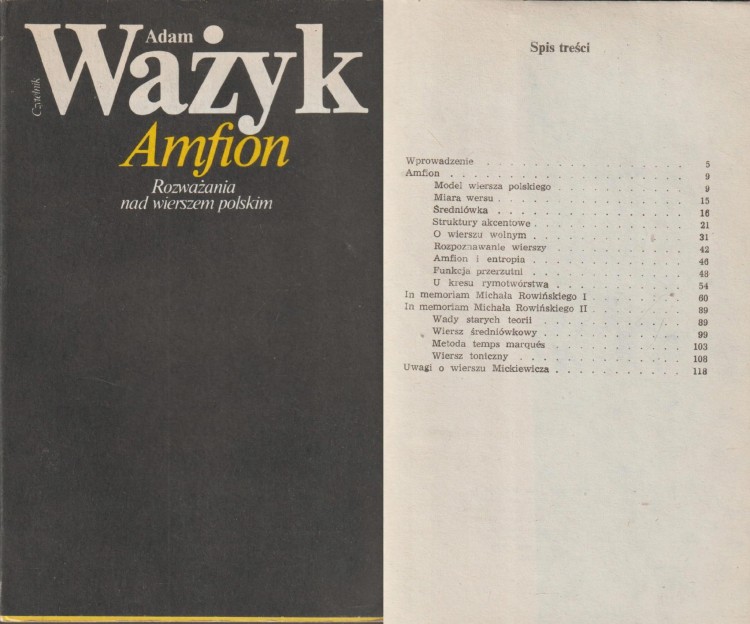 Adam
Ważyk
Czytelnik
Amfion
Rozważania
nad wierszem polskim
Spis treści
Wprowadzenie . . . . . . . . . . . . . . . 5
Amfion . . . . . . . . . . . . . . . 9
Model wiersza polskiego . . . . . . . . . . 9
Miara wersu . . . . . . . . . . 15
Średniówka . . . . . . . . . . 16
Struktury akcentowe . . . . . . . . . . 21
O wierszu wolnym . . . . . . . . . . 31
Rozpoznawanie wierszy . . . . . . . . . . 42
Amfion i entropia . . . . . . . . . . 46
Funkcja przerzutni . . . . . . . . . . 48
U kresu rymotwórstwa . . . . . . . . . . 54
In memoriam Michała Rowińskiego I . . . . . . . . 60
In memoriam Michała Rowińskiego II . . . . . . . . 89
Wady starych teorii . . . . . . . . . . 89
Wiersz średniówkowy . . . . . . . . . . 99
Metoda temps marqués . . . . . . . . . . 103
Wiersz toniczny . . . . . . . . . . 108
Uwagi o wierszu Mickiewicza . . . . . . . . . . 118